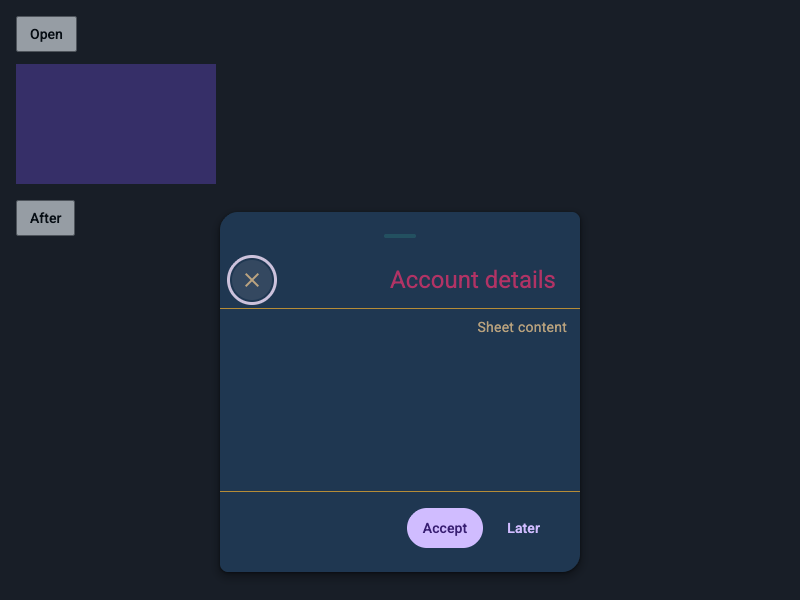 Open
After
Account details
Sheet content
Accept
Later